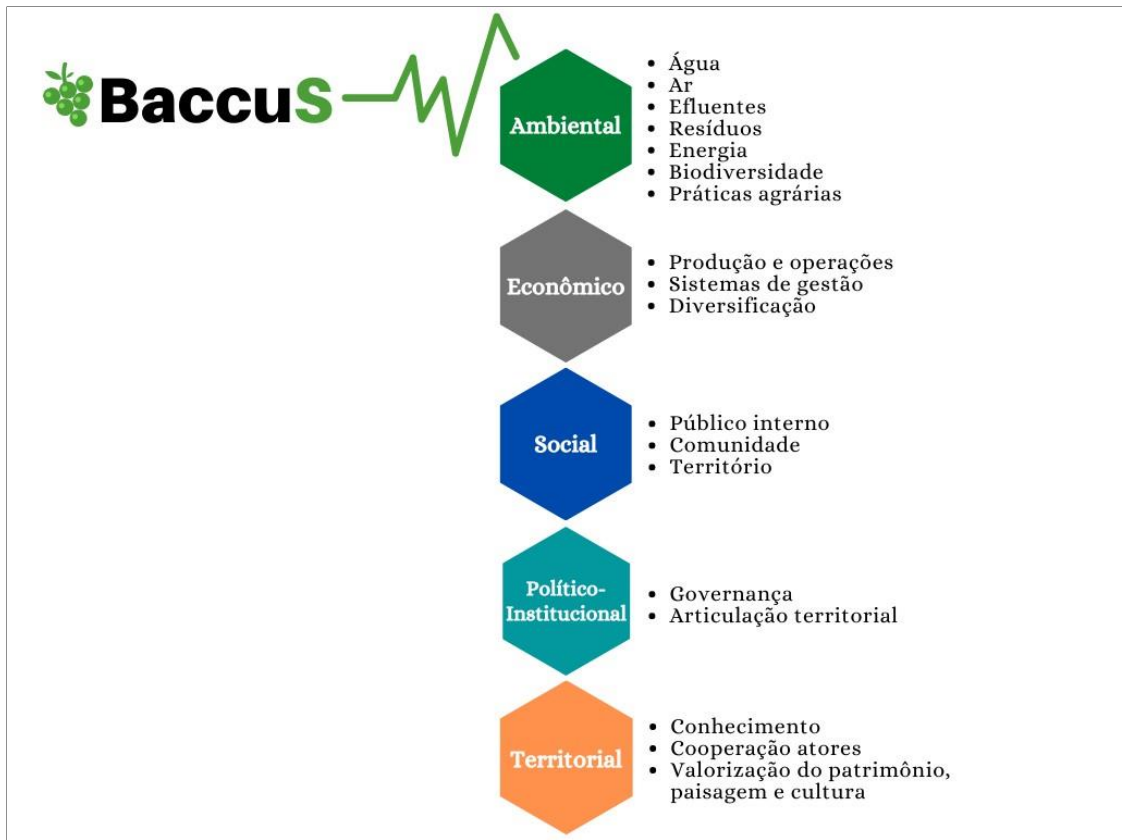 BaccuS
Ambiental
• Água
• Ar
• Efluentes
• Resíduos
• Energia
• Biodiversidade
• Práticas agrárias
Econômico
• Produção e operações
• Sistemas de gestão
• Diversificação
Social
• Público interno
• Comunidade
• Território
Político-
Institucional
• Governança
• Articulação territorial
Territorial
• Conhecimento
• Cooperação atores
• Valorização do patrimônio,
paisagem e cultura